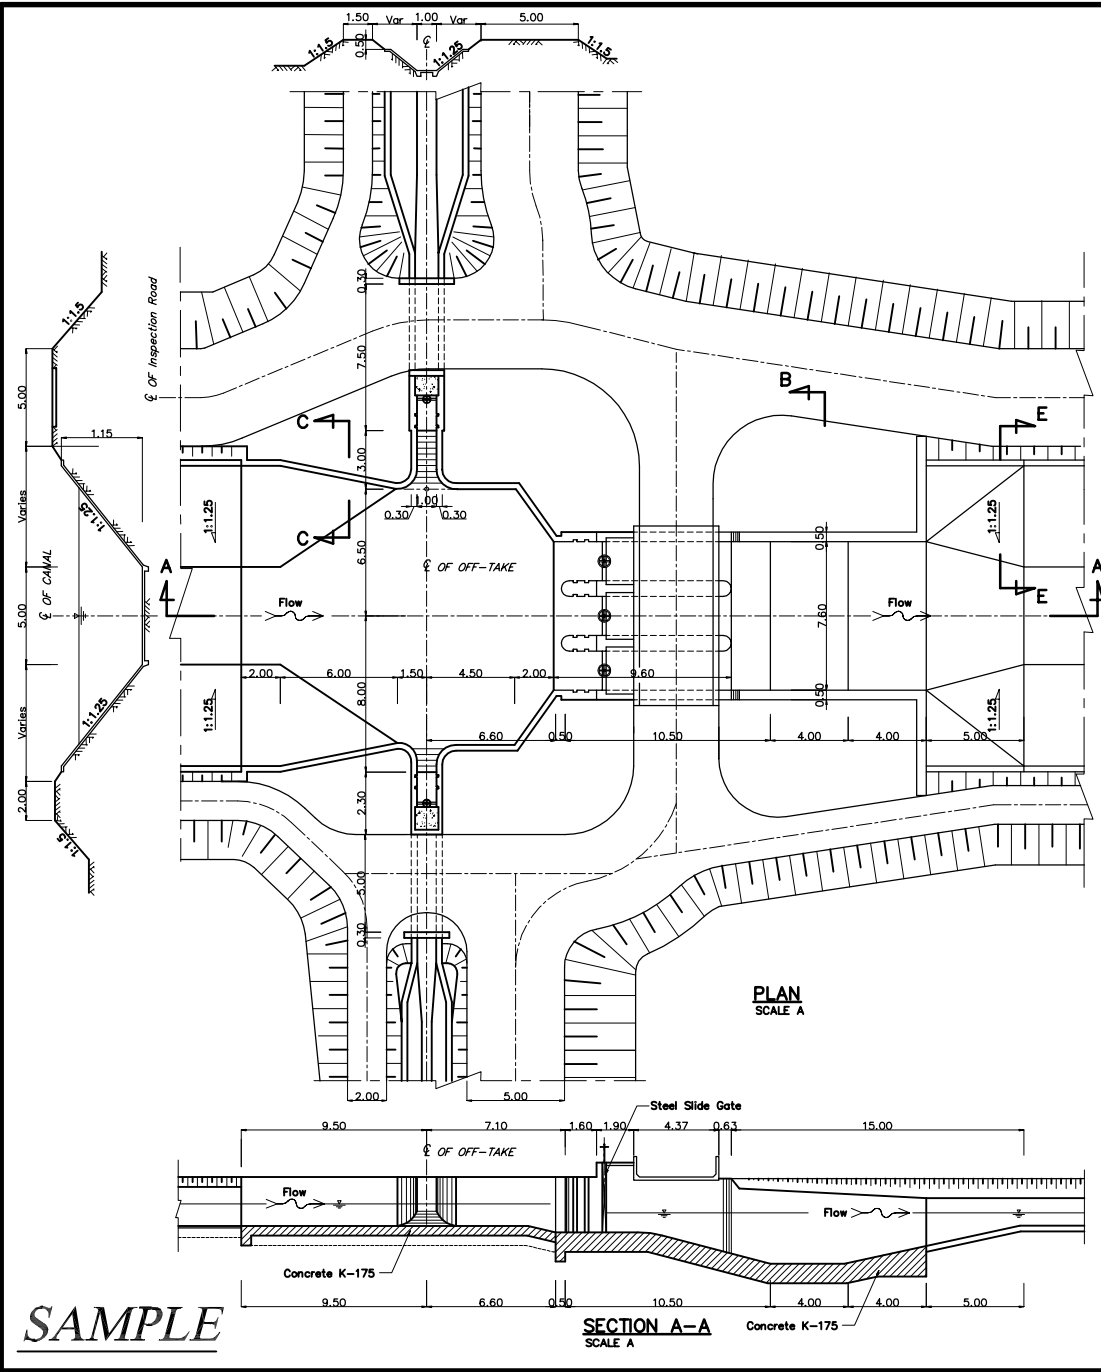 1.50 Var 1.00 Var 5.00
0.50
1:1.5
℄
1:1.25
1:1.5
℄ OF Inspection Road
1:1.5
5.00
1.15
Varies
1:1.25
℄ OF CANAL
5.00
Varies
1:1.25
2.00
1:1.5
0.30
7.50
B
C
E
3.00
1.00
0.30 0.30
1:1.25
1:1.25
C
6.50
0.50
A
℄ OF OFF-TAKE
A
E
Flow
Flow
7.60
2.00 6.00 1.50 4.50 2.00 9.60
8.00
0.50
1:1.25
1:1.25
6.60 0.50 10.50 4.00 4.00 5.00
2.30
5.00
0.30
PLAN
SCALE A
2.00 5.00
Steel Slide Gate
9.50 7.10 1.60 1.90 4.37 0.63 15.00
℄ OF OFF-TAKE
Flow
Flow
Concrete K-175
9.50 6.60 0.50 10.50 4.00 4.00 5.00
SECTION A-A
SCALE A
Concrete K-175
SAMPLE